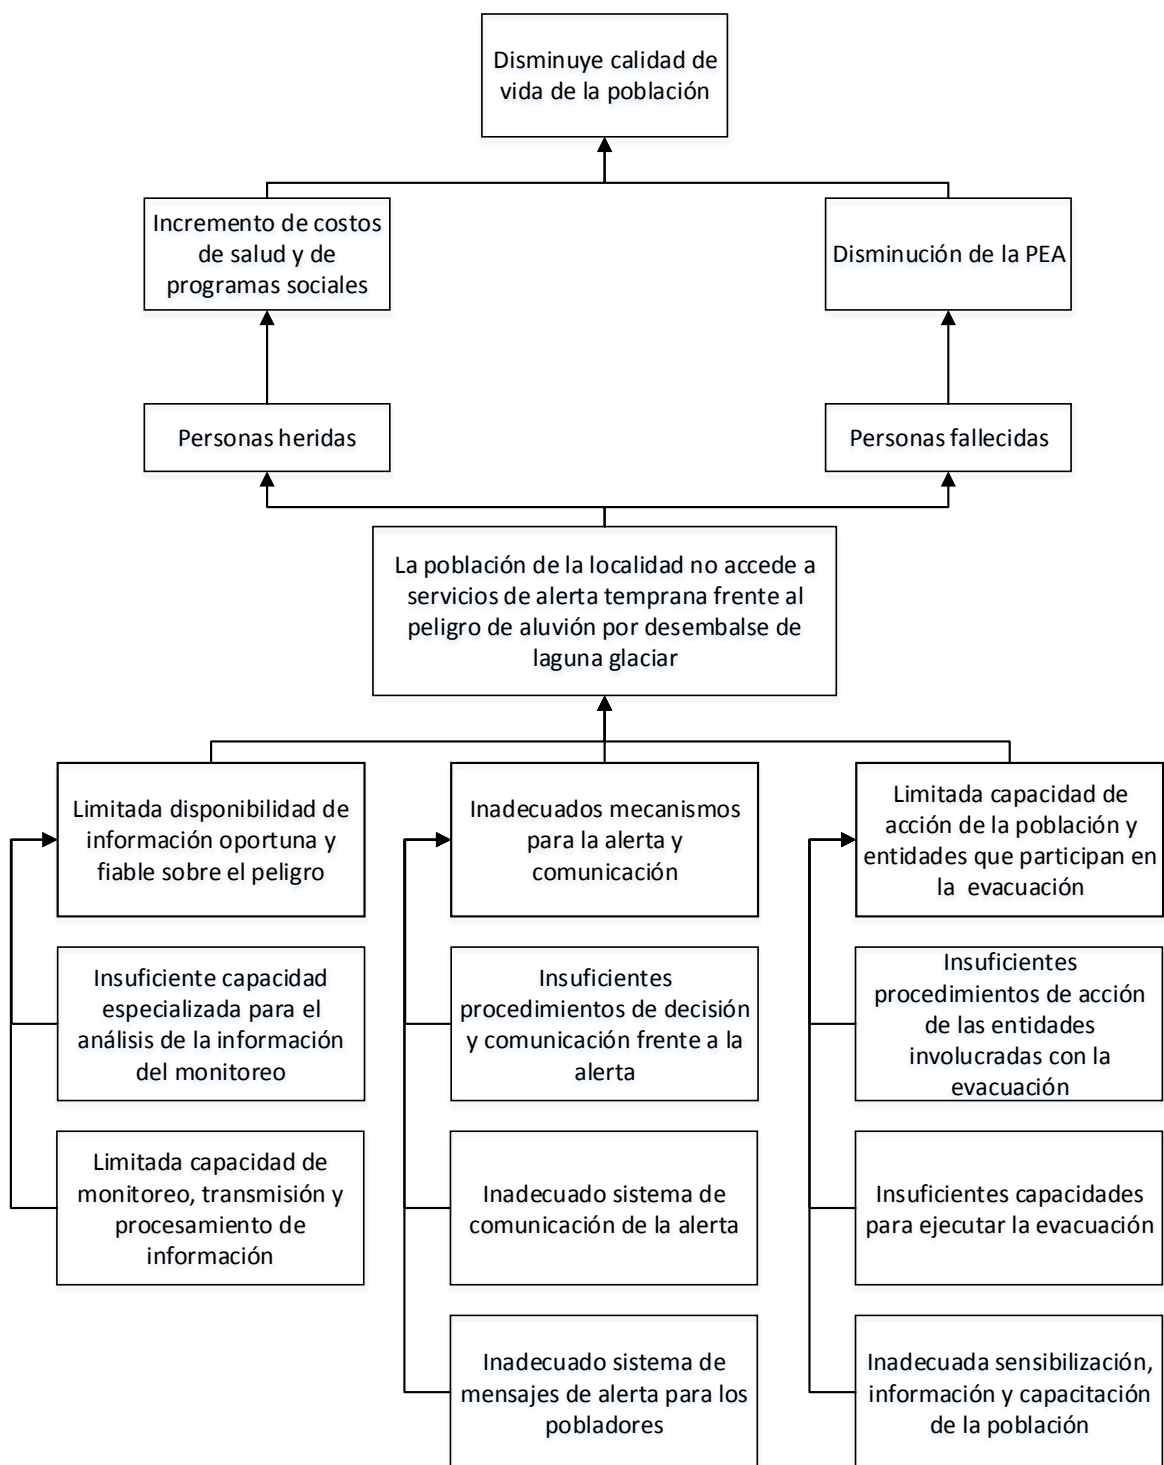 Disminuye calidad de
vida de la población
Incremento de costos
de salud y de
programas sociales
Disminución de la PEA
Personas heridas
Personas fallecidas
La población de la localidad no accede a
servicios de alerta temprana frente al
peligro de aluvión por desembalse de
laguna glaciar
Limitada disponibilidad de
información oportuna y
fiable sobre el peligro
Inadecuados mecanismos
para la alerta y
comunicación
Limitada capacidad de
acción de la población y
entidades que participan en
la evacuación
Insuficiente capacidad
especializada para el
análisis de la información
del monitoreo
Insuficientes
procedimientos de decisión
y comunicación frente a la
alerta
Insuficientes
procedimientos de acción
de las entidades
involucradas con la
evacuación
Limitada capacidad de
monitoreo, transmisión y
procesamiento de
información
Inadecuado sistema de
comunicación de la alerta
Insuficientes capacidades
para ejecutar la evacuación
Inadecuado sistema de
mensajes de alerta para los
pobladores
Inadecuada sensibilización,
información y capacitación
de la población